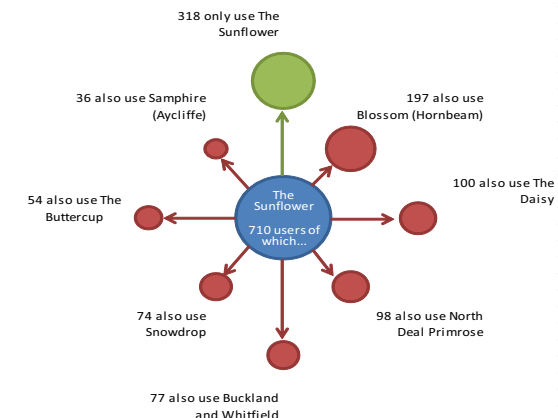 318 only use The
Sunflower
36 also use Samphire
(Aycliffe)
197 also use
Blossom (Hornbeam)
54 also use The
Buttercup
The
Sunflower
710 users of
which...
100 also use The
Daisy
74 also use
Snowdrop
98 also use North
Deal Primrose
77 also use Buckland
and Whitfield